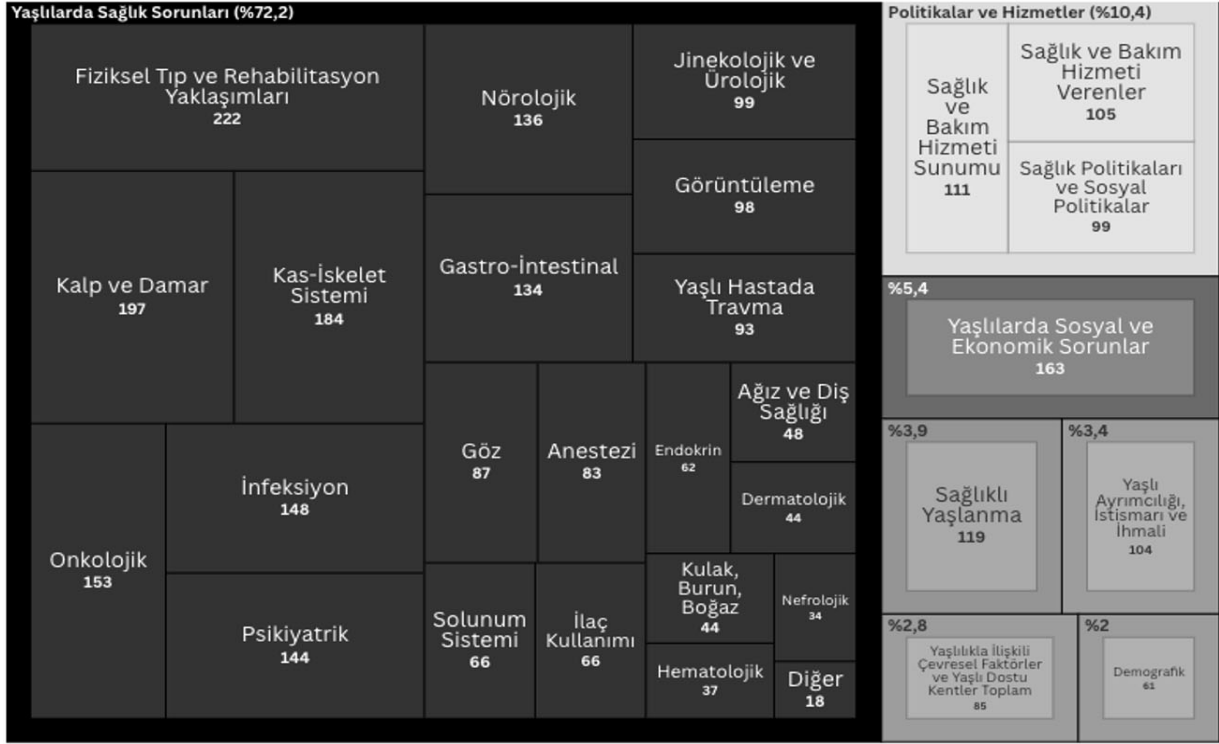 Yaşlılarda Sağlık Sorunları (%72,2)
Fiziksel Tıp ve Rehabilitasyon
Yaklaşımları
222
Nörolojik
136
Jinekolojik ve
Ürolojik
99
Görüntüleme
98
Kalp ve Damar
197
Kas-İskelet
Sistemi
184
Gastro-İntestinal
134
Yaşlı Hastada
Travma
93
Göz
87
Anestezi
83
Endokrin
62
Ağız ve Diş
Sağlığı
48
Dermatolojik
44
Onkolojik
153
İnfeksiyon
148
Psikiyatrik
144
Solunum
Sistemi
66
İlaç
Kullanımı
66
Kulak,
Burun,
Boğaz
44
Nefrolojik
34
Hematolojik
37
Diğer
18
Politikalar ve Hizmetler (%10,4)
Sağlık
ve
Bakım
Hizmeti
Sunumu
111
Sağlık ve Bakım
Hizmeti
Verenler
105
Sağlık Politikaları
ve Sosyal
Politikalar
99
%5,4
Yaşlılarda Sosyal ve
Ekonomik Sorunlar
163
%3,9
Sağlıklı
Yaşlanma
119
%3,4
Yaşlı
Ayrımcılığı,
İstismarı ve
İhmali
104
%2,8
Yaşlılıkla İlişkili
Çevresel Faktörler
ve Yaşlı Dostu
Kentler Toplam
85
%2
Demografik
61